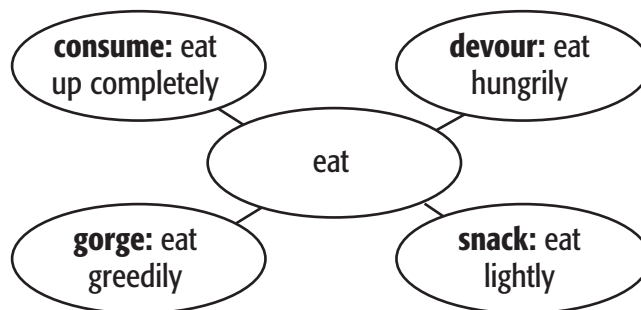 consume: eat
up completely
devour: eat
hungrily
eat
gorge: eat
greedily
snack: eat
lightly